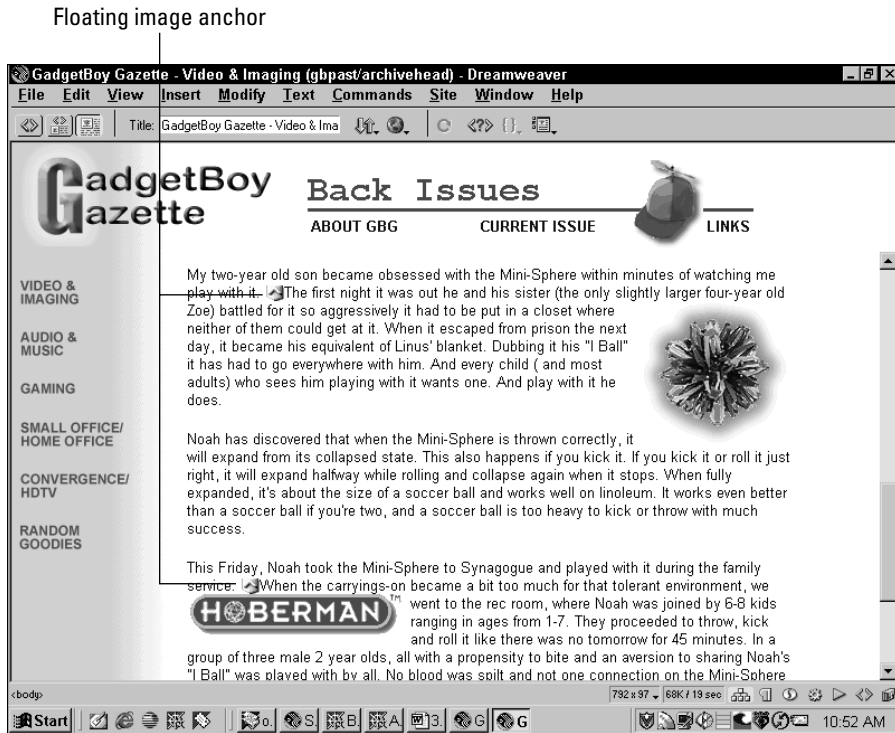 Floating image anchor
GadgetBoy Gazette - Video & Imaging (gbpast/archivehead) - Dreamweaver
File Edit View Insert Modify Text Commands Site Window Help
Title: GadgetBoy Gazette - Video & Ima
GadgetBoy
Gazette
Back Issues
ABOUT GBG CURRENT ISSUE LINKS
VIDEO &
IMAGING
AUDIO &
MUSIC
GAMING
SMALL OFFICE/
HOME OFFICE
CONVERGENCE/
HDTV
RANDOM
GOODIES
My two-year old son became obsessed with the Mini-Sphere within minutes of watching me
play with it. The first night it was out he and his sister (the only slightly larger four-year old
Zoe) battled for it so aggressively it had to be put in a closet where
neither of them could get at it. When it escaped from prison the next
day, it became his equivalent of Linus' blanket. Dubbing it his "I Ball"
it has had to go everywhere with him. And every child ( and most
adults) who sees him playing with it wants one. And play with it he
does.
Noah has discovered that when the Mini-Sphere is thrown correctly, it
will expand from its collapsed state. This also happens if you kick it. If you kick it or roll it just
right, it will expand halfway while rolling and collapse again when it stops. When fully
expanded, it's about the size of a soccer ball and works well on linoleum. It works even better
than a soccer ball if you're two, and a soccer ball is too heavy to kick or throw with much
success.
This Friday, Noah took the Mini-Sphere to Synagogue and played with it during the family
service. When the carryings-on became a bit too much for that tolerant environment, we
HOBERMAN™
went to the rec room, where Noah was joined by 6-8 kids
ranging in ages from 1-7. They proceeded to throw, kick
and roll it like there was no tomorrow for 45 minutes. In a
group of three male 2 year olds, all with a propensity to bite and an aversion to sharing Noah's
"I Ball" was played with by all. No blood was spilt and not one connection on the Mini-Sphere
<body> 792 x 97 68K / 19 sec
Start o. S. B. A. 3. G G 10:52 AM